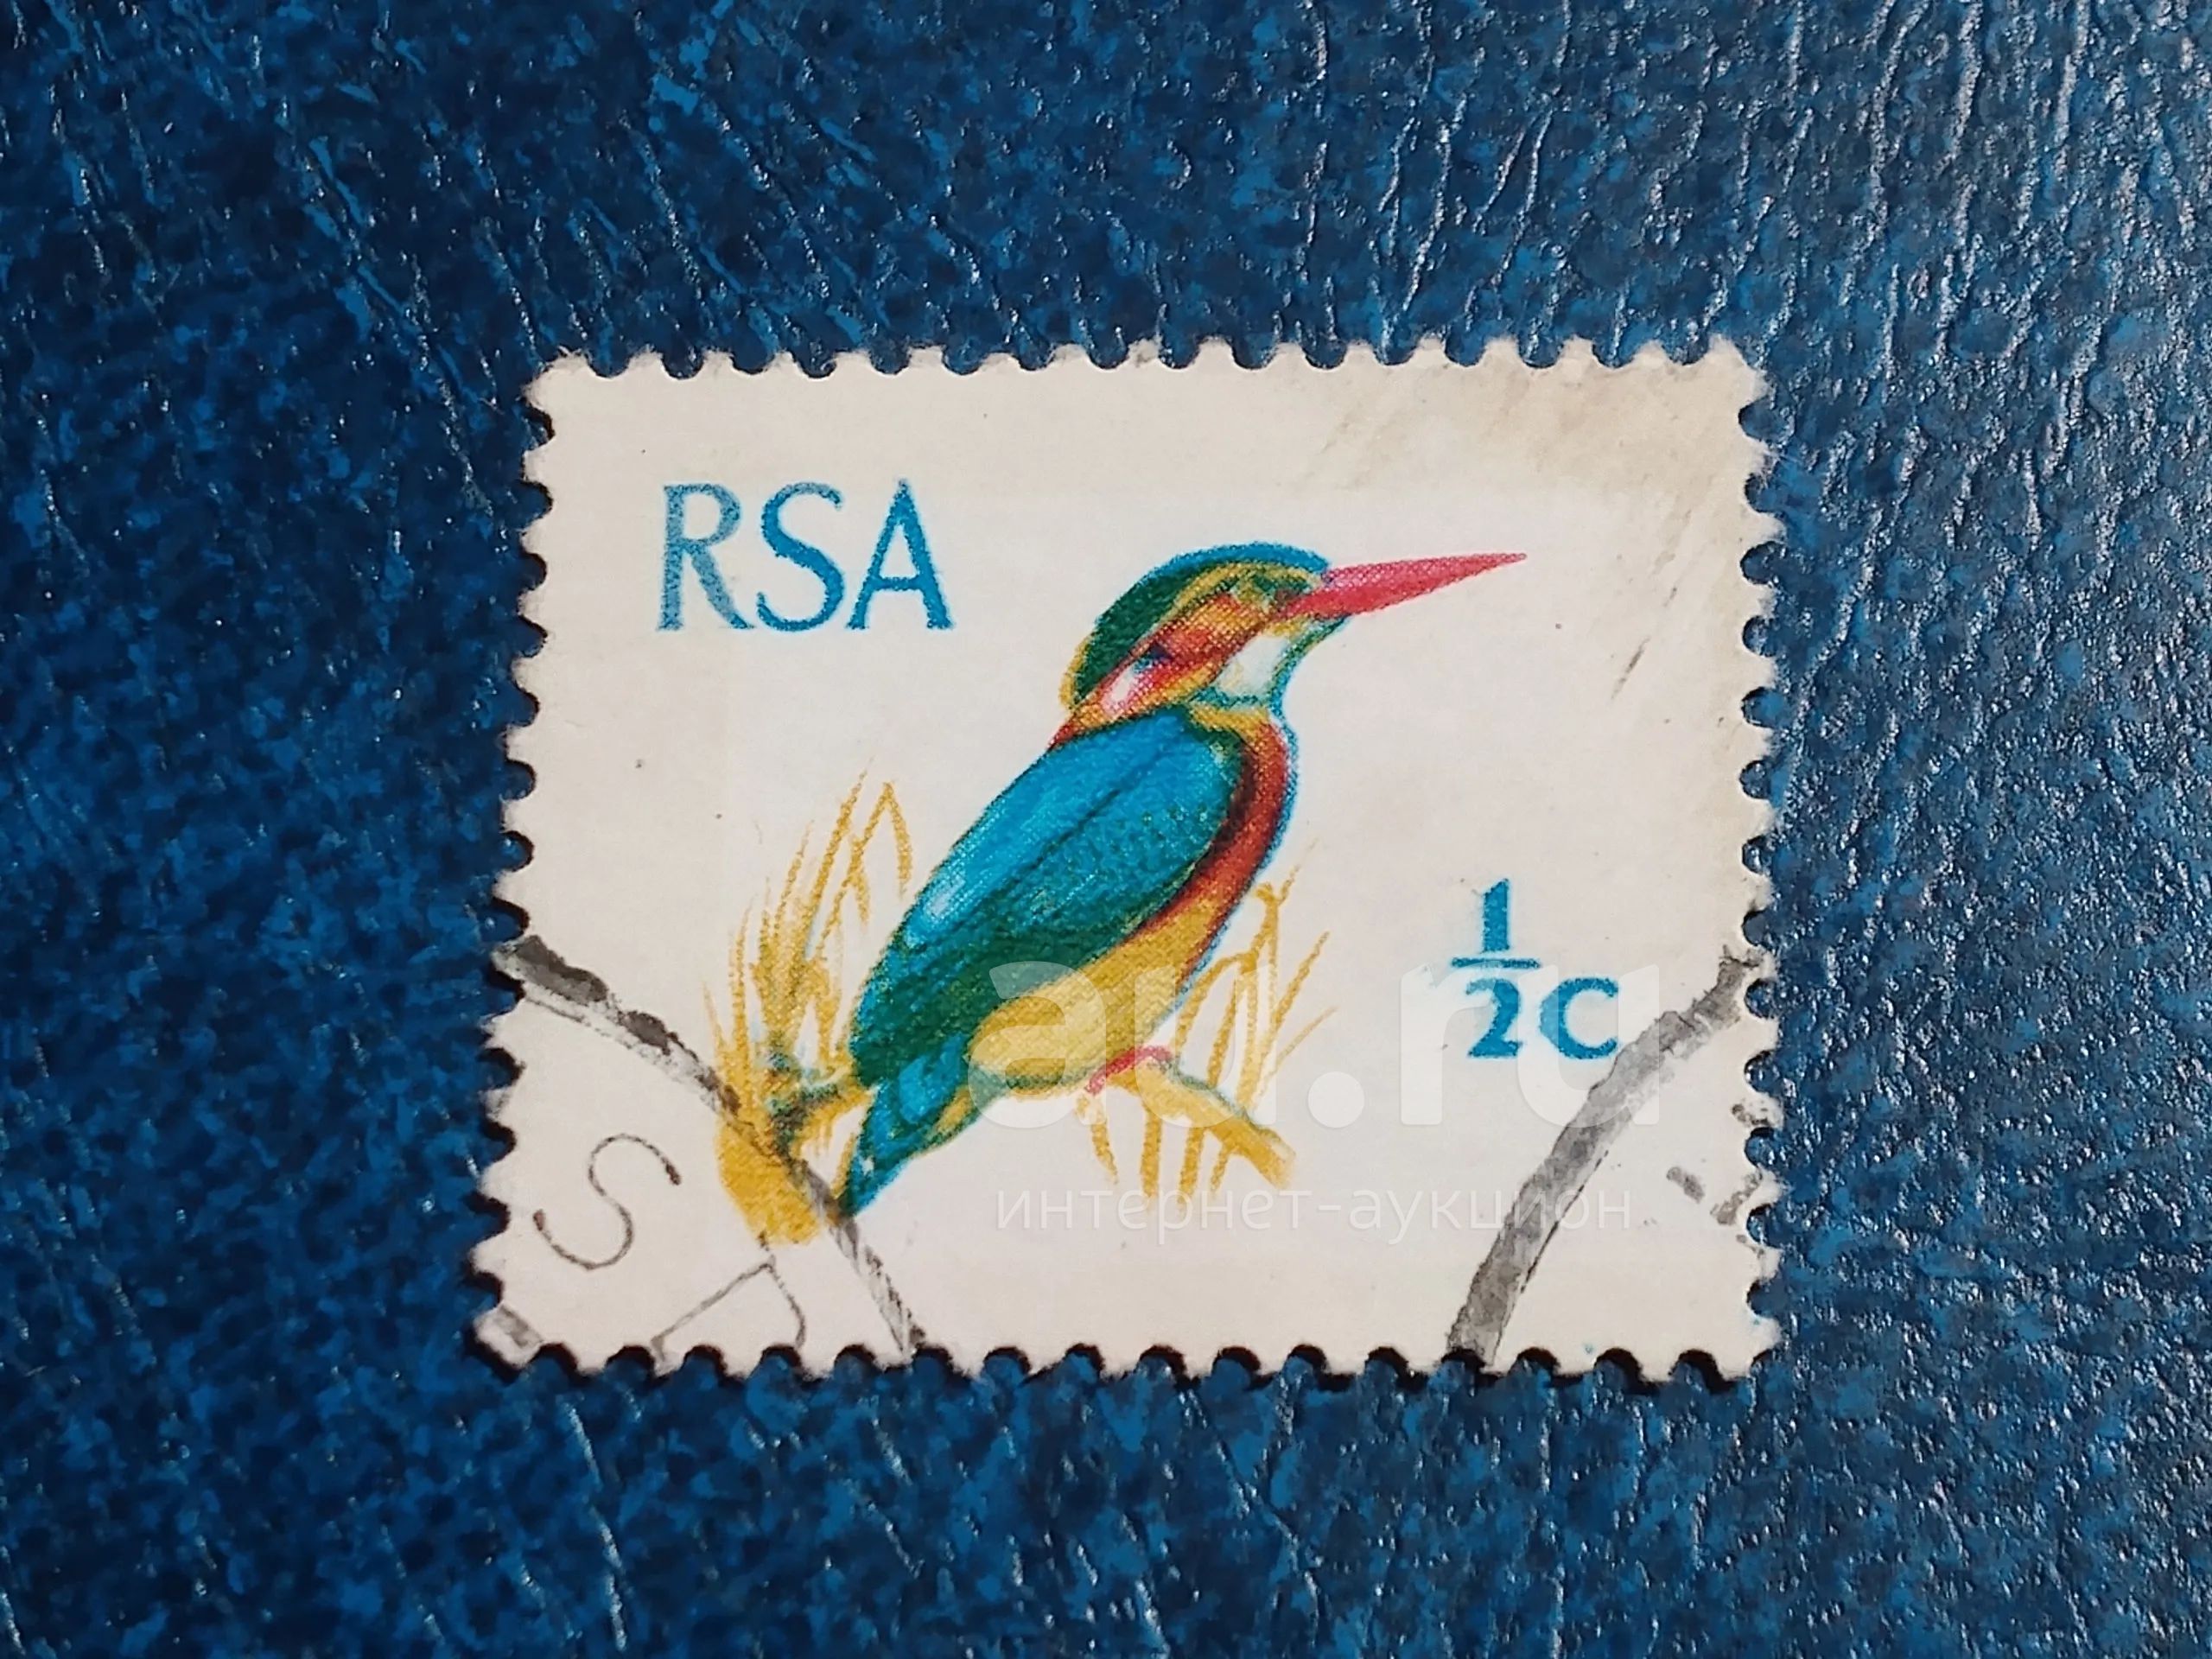 RSA
½c
au.ru
интернет-аукцион
S